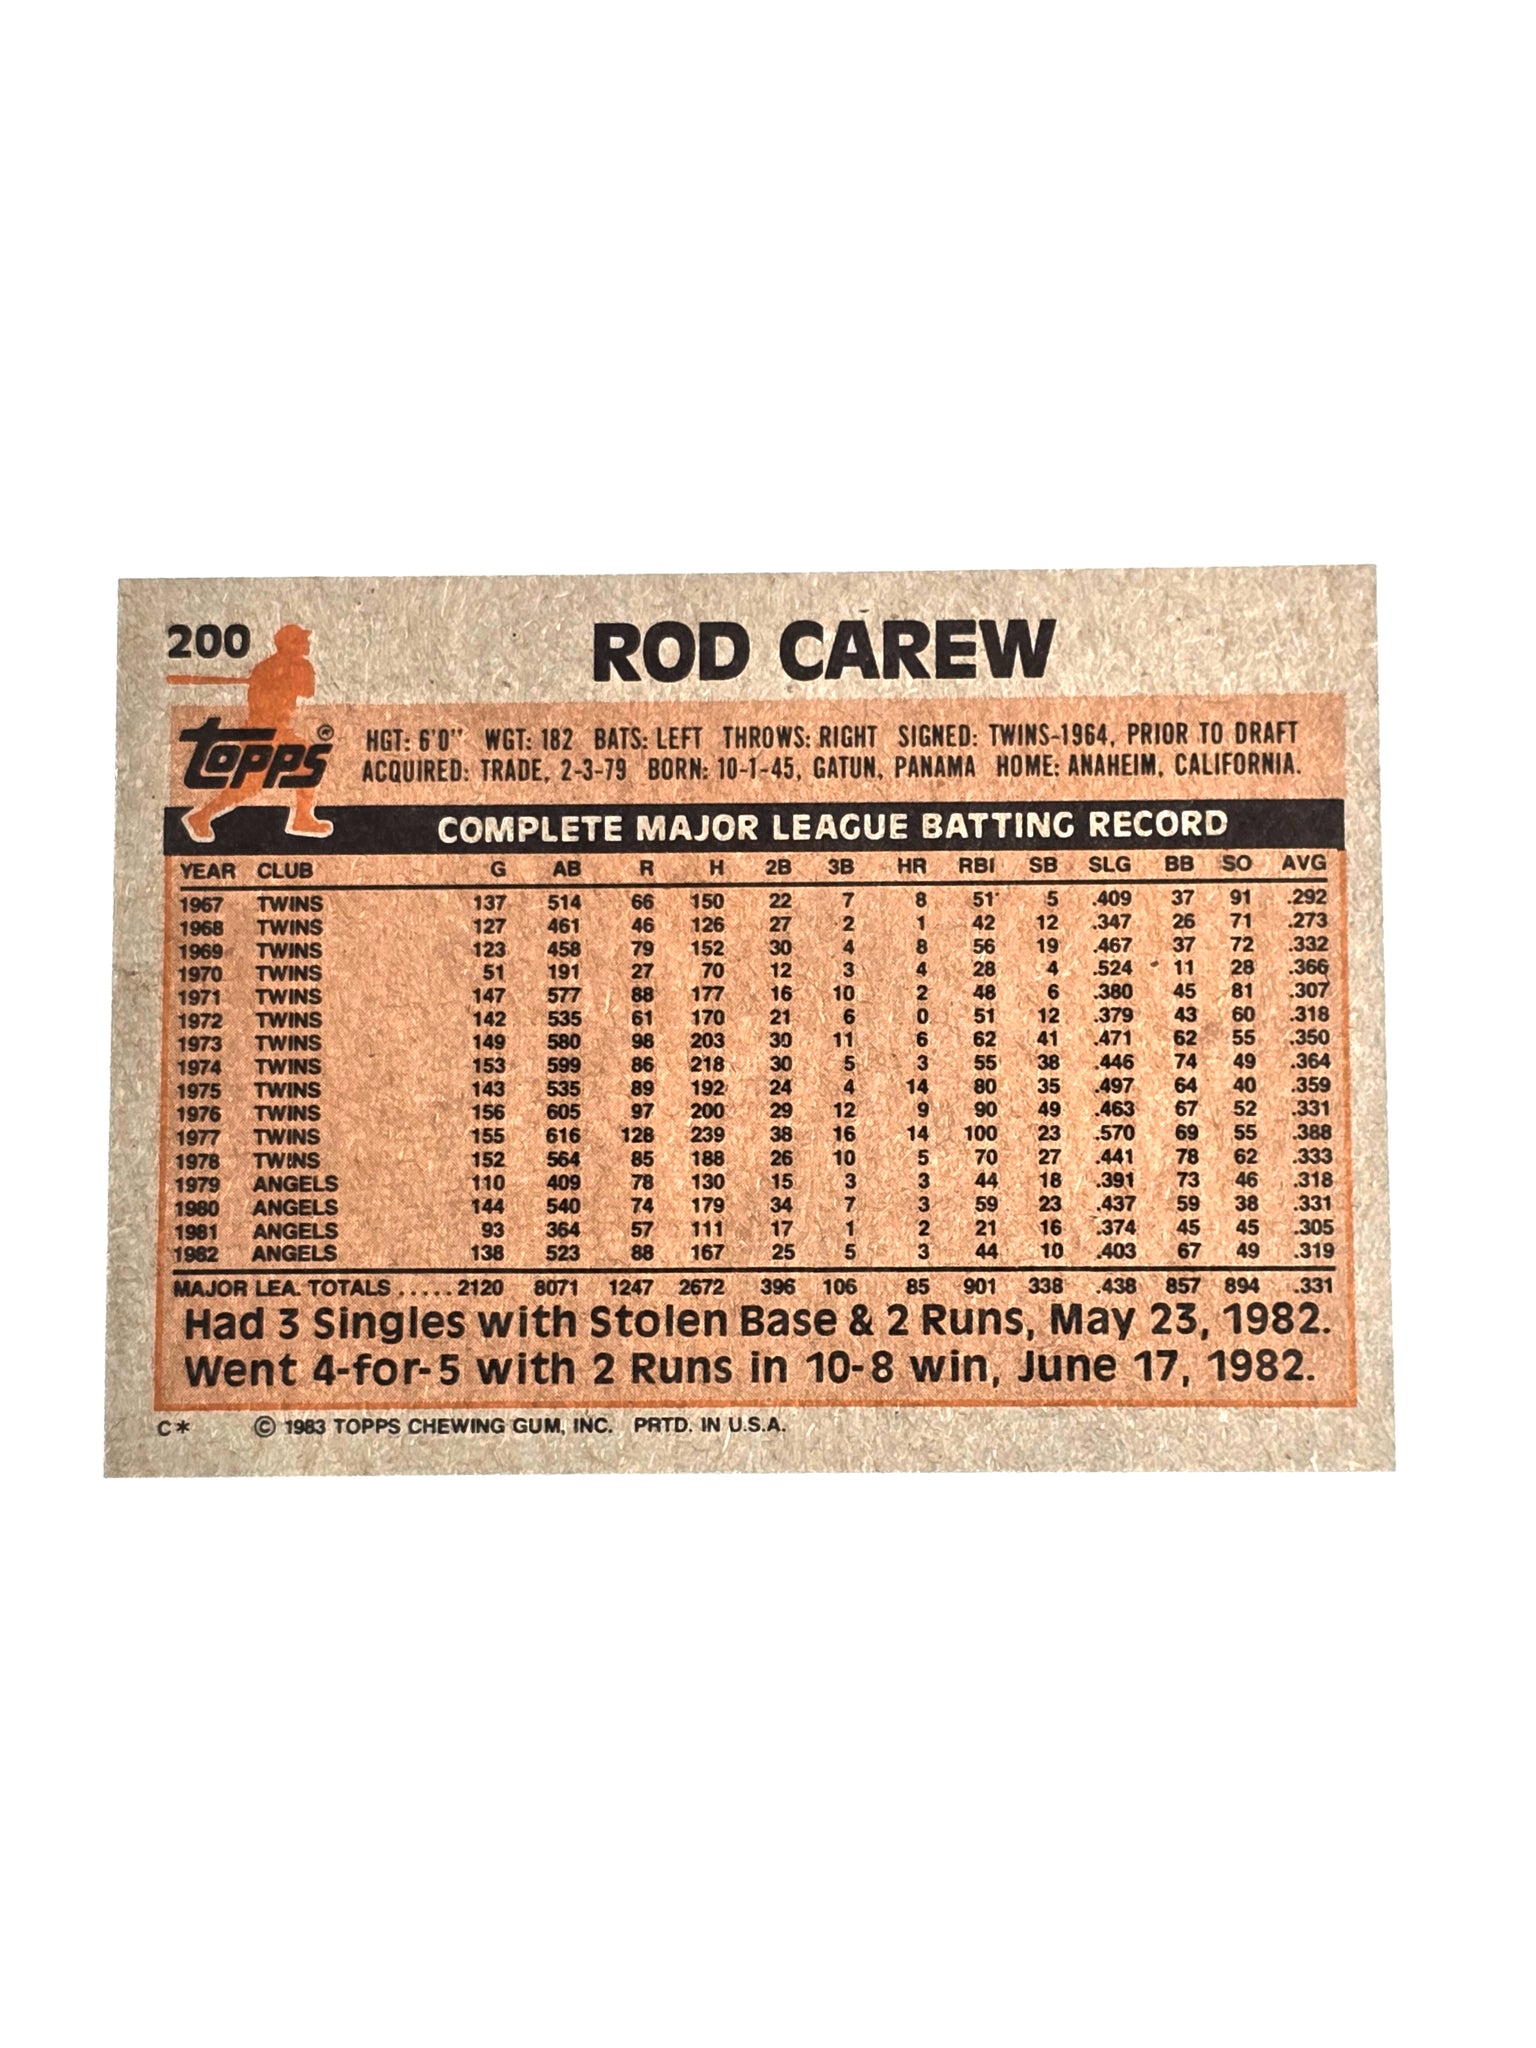 200
ROD CAREW
topps®
HGT: 6'0" WGT: 182 BATS: LEFT THROWS: RIGHT SIGNED: TWINS-1964, PRIOR TO DRAFT
ACQUIRED: TRADE, 2-3-79 BORN: 10-1-45, GATUN, PANAMA HOME: ANAHEIM, CALIFORNIA.
COMPLETE MAJOR LEAGUE BATTING RECORD
YEAR CLUB G AB R H 2B 3B HR RBI SB SLG BB SO AVG
1967 TWINS 137 514 66 150 22 7 8 51 5 .409 37 91 .292
1968 TWINS 127 461 46 126 27 2 1 42 12 .347 26 71 .273
1969 TWINS 123 458 79 152 30 4 8 56 19 .467 37 72 .332
1970 TWINS 51 191 27 70 12 3 4 28 4 .524 11 28 .366
1971 TWINS 147 577 88 177 16 10 2 48 6 .380 45 81 .307
1972 TWINS 142 535 61 170 21 6 0 51 12 .379 43 60 .318
1973 TWINS 149 580 98 203 30 11 6 62 41 .471 62 55 .350
1974 TWINS 153 599 86 218 30 5 3 55 38 .446 74 49 .364
1975 TWINS 143 535 89 192 24 4 14 80 35 .497 64 40 .359
1976 TWINS 156 605 97 200 29 12 9 90 49 .463 67 52 .331
1977 TWINS 155 616 128 239 38 16 14 100 23 .570 69 55 .388
1978 TWINS 152 564 85 188 26 10 5 70 27 .441 78 62 .333
1979 ANGELS 110 409 78 130 15 3 3 44 18 .391 73 46 .318
1980 ANGELS 144 540 74 179 34 7 3 59 23 .437 59 38 .331
1981 ANGELS 93 364 57 111 17 1 2 21 16 .374 45 45 .305
1982 ANGELS 138 523 88 167 25 5 3 44 10 .403 67 49 .319
MAJOR LEA. TOTALS ..... 2120 8071 1247 2672 396 106 85 901 338 .438 857 894 .331
Had 3 Singles with Stolen Base & 2 Runs, May 23, 1982.
Went 4-for-5 with 2 Runs in 10-8 win, June 17, 1982.
C* © 1983 TOPPS CHEWING GUM, INC. PRTD. IN U.S.A.